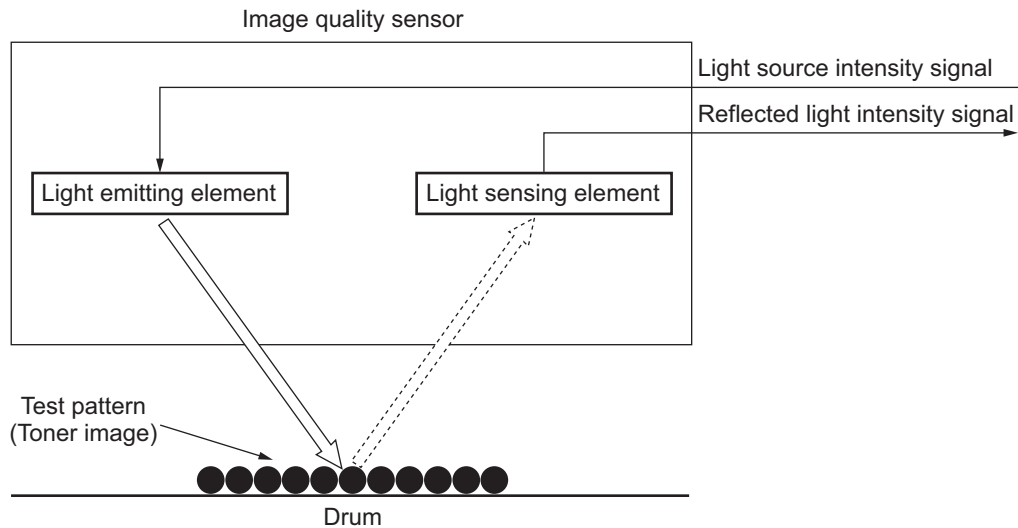 Image quality sensor
Light source intensity signal
Reflected light intensity signal
Light emitting element
Light sensing element
Test pattern
(Toner image)
Drum